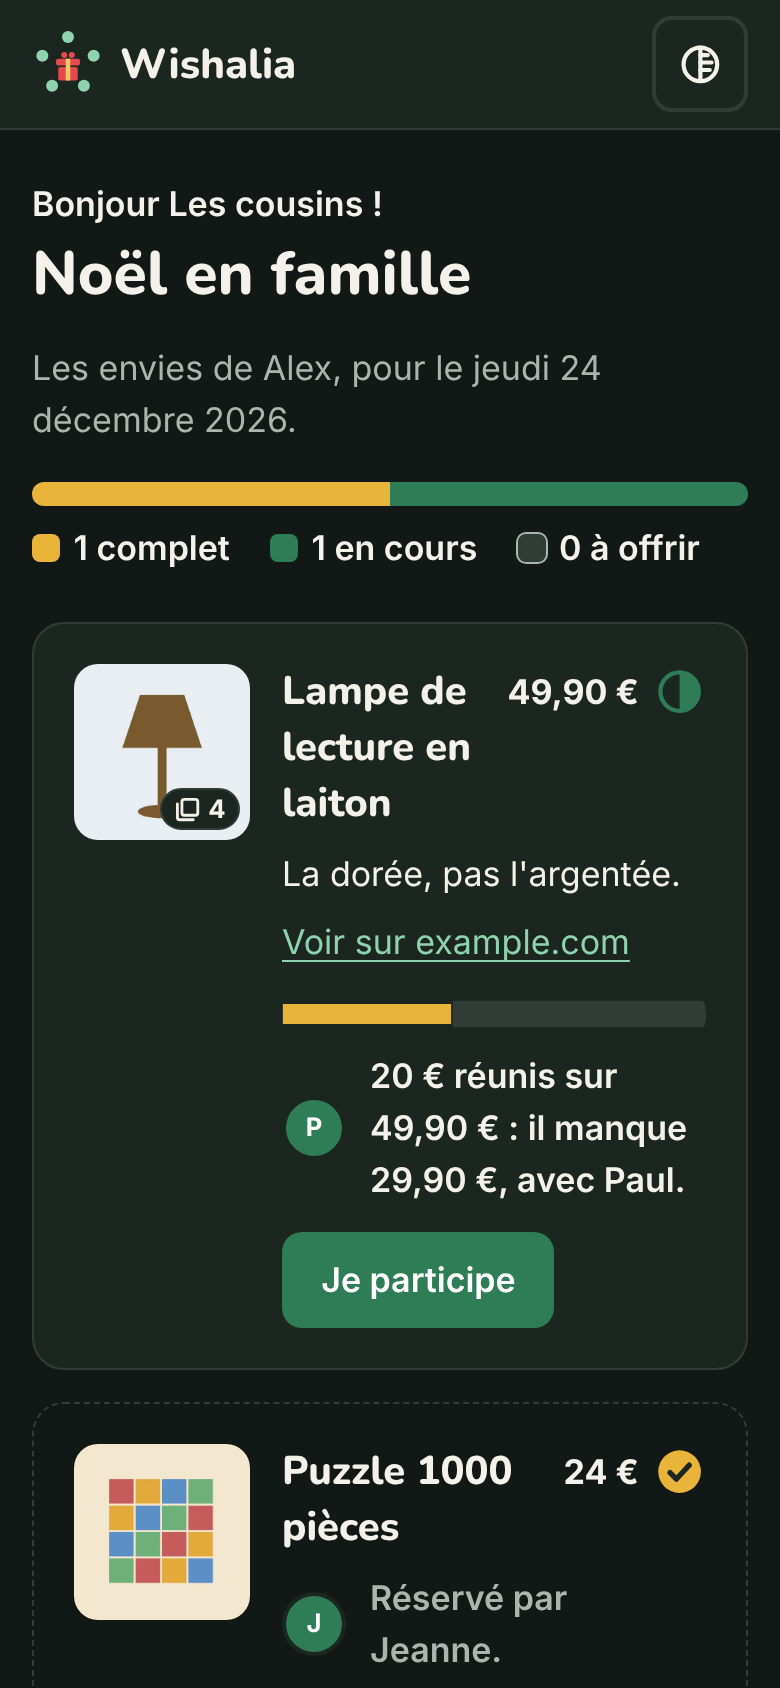 Wishalia
Bonjour Les cousins !
Noël en famille
Les envies de Alex, pour le jeudi 24
décembre 2026.
1 complet 1 en cours 0 à offrir
Lampe de 49,90 €
lecture en
laiton
4
La dorée, pas l'argentée.
Voir sur example.com
20 € réunis sur
P 49,90 € : il manque
29,90 €, avec Paul.
Je participe
Puzzle 1000 24 €
pièces
J Réservé par
Jeanne.